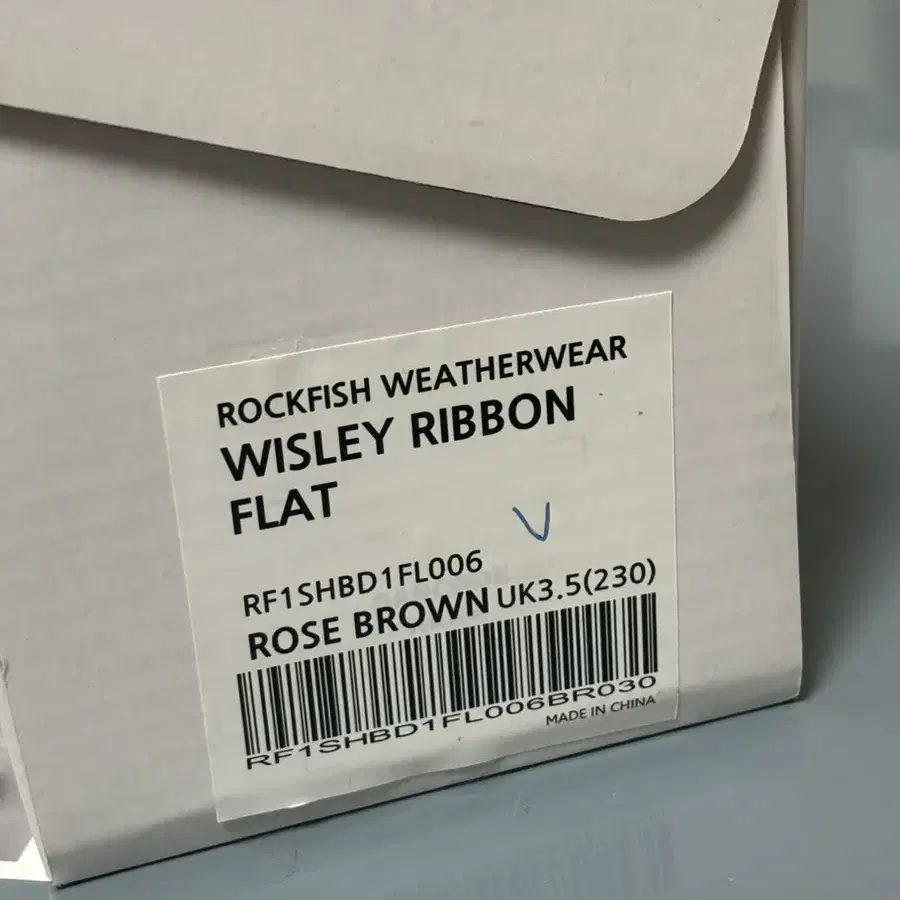 ROCKFISH WEATHERWEAR
WISLEY RIBBON
FLAT
V
RF1SHBD1FL006
ROSE BROWN UK3.5(230)
RF1SHBD1FL006BR030
MADE IN CHINA